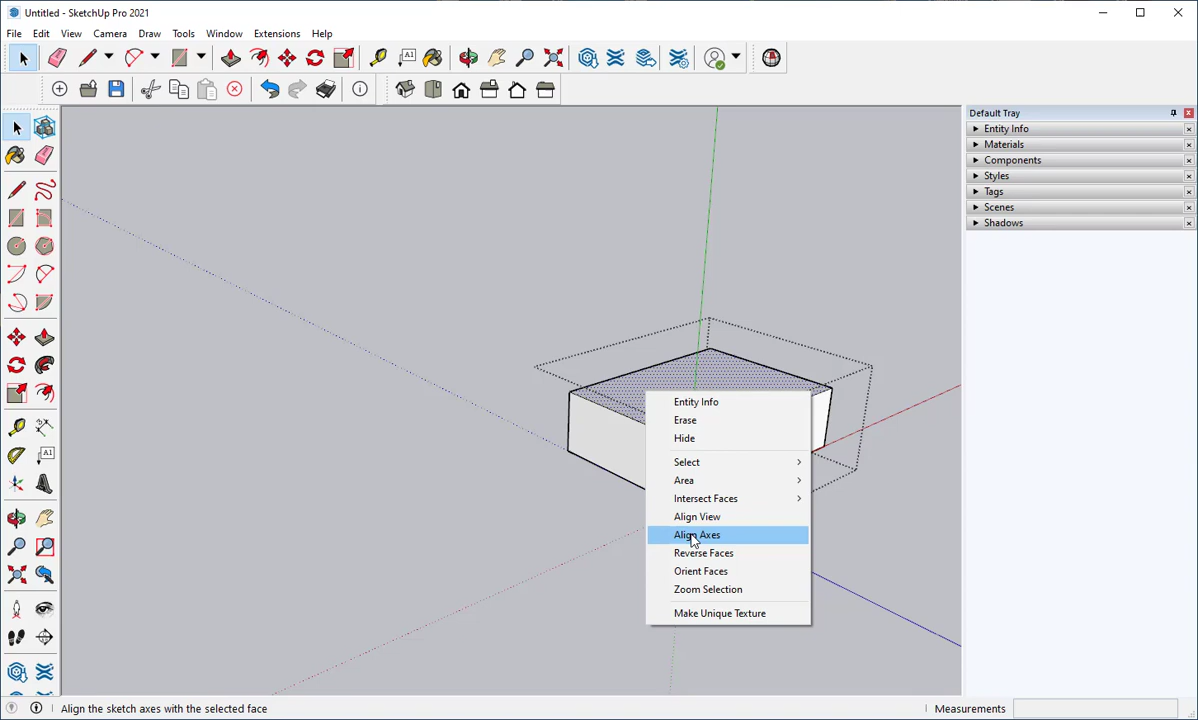 Untitled - SketchUp Pro 2021
File Edit View Camera Draw Tools Window Extensions Help
A1
Default Tray
Entity Info
Materials
Components
Styles
Tags
Scenes
Shadows
Entity Info
Erase
Hide
Select
Area
Intersect Faces
Align View
Align Axes
Reverse Faces
Orient Faces
Zoom Selection
Make Unique Texture
A1
Align the sketch axes with the selected face
Measurements